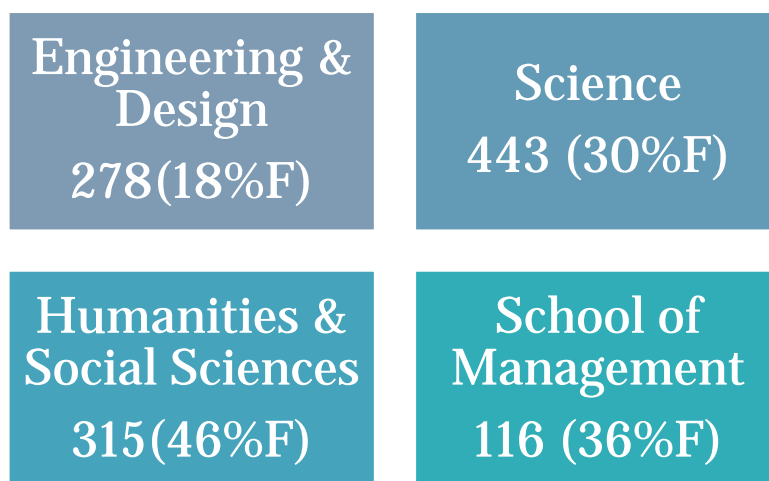 Engineering &
Design
278(18%F)
Science
443 (30%F)
Humanities &
Social Sciences
315(46%F)
School of
Management
116 (36%F)